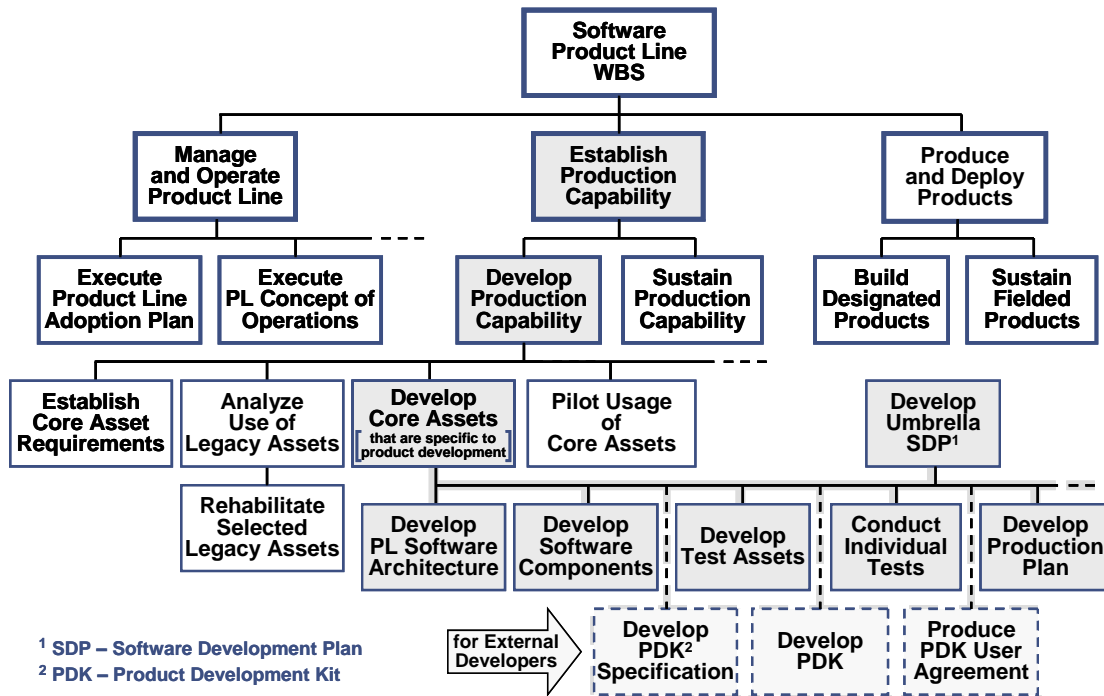 Software
Product Line
WBS
Manage
and Operate
Product Line
Establish
Production
Capability
Produce
and Deploy
Products
Execute
Product Line
Adoption Plan
Execute
PL Concept of
Operations
Develop
Production
Capability
Sustain
Production
Capability
Build
Designated
Products
Sustain
Fielded
Products
Establish
Core Asset
Requirements
Analyze
Use of
Legacy Assets
Develop
Core Assets
[that are specific to
product development]
Pilot Usage
of
Core Assets
Develop
Umbrella
SDP¹
Rehabilitate
Selected
Legacy Assets
Develop
PL Software
Architecture
Develop
Software
Components
Develop
Test Assets
Conduct
Individual
Tests
Develop
Production
Plan
for External
Developers
Develop
PDK²
Specification
Develop
PDK
Produce
PDK User
Agreement
¹ SDP – Software Development Plan
² PDK – Product Development Kit